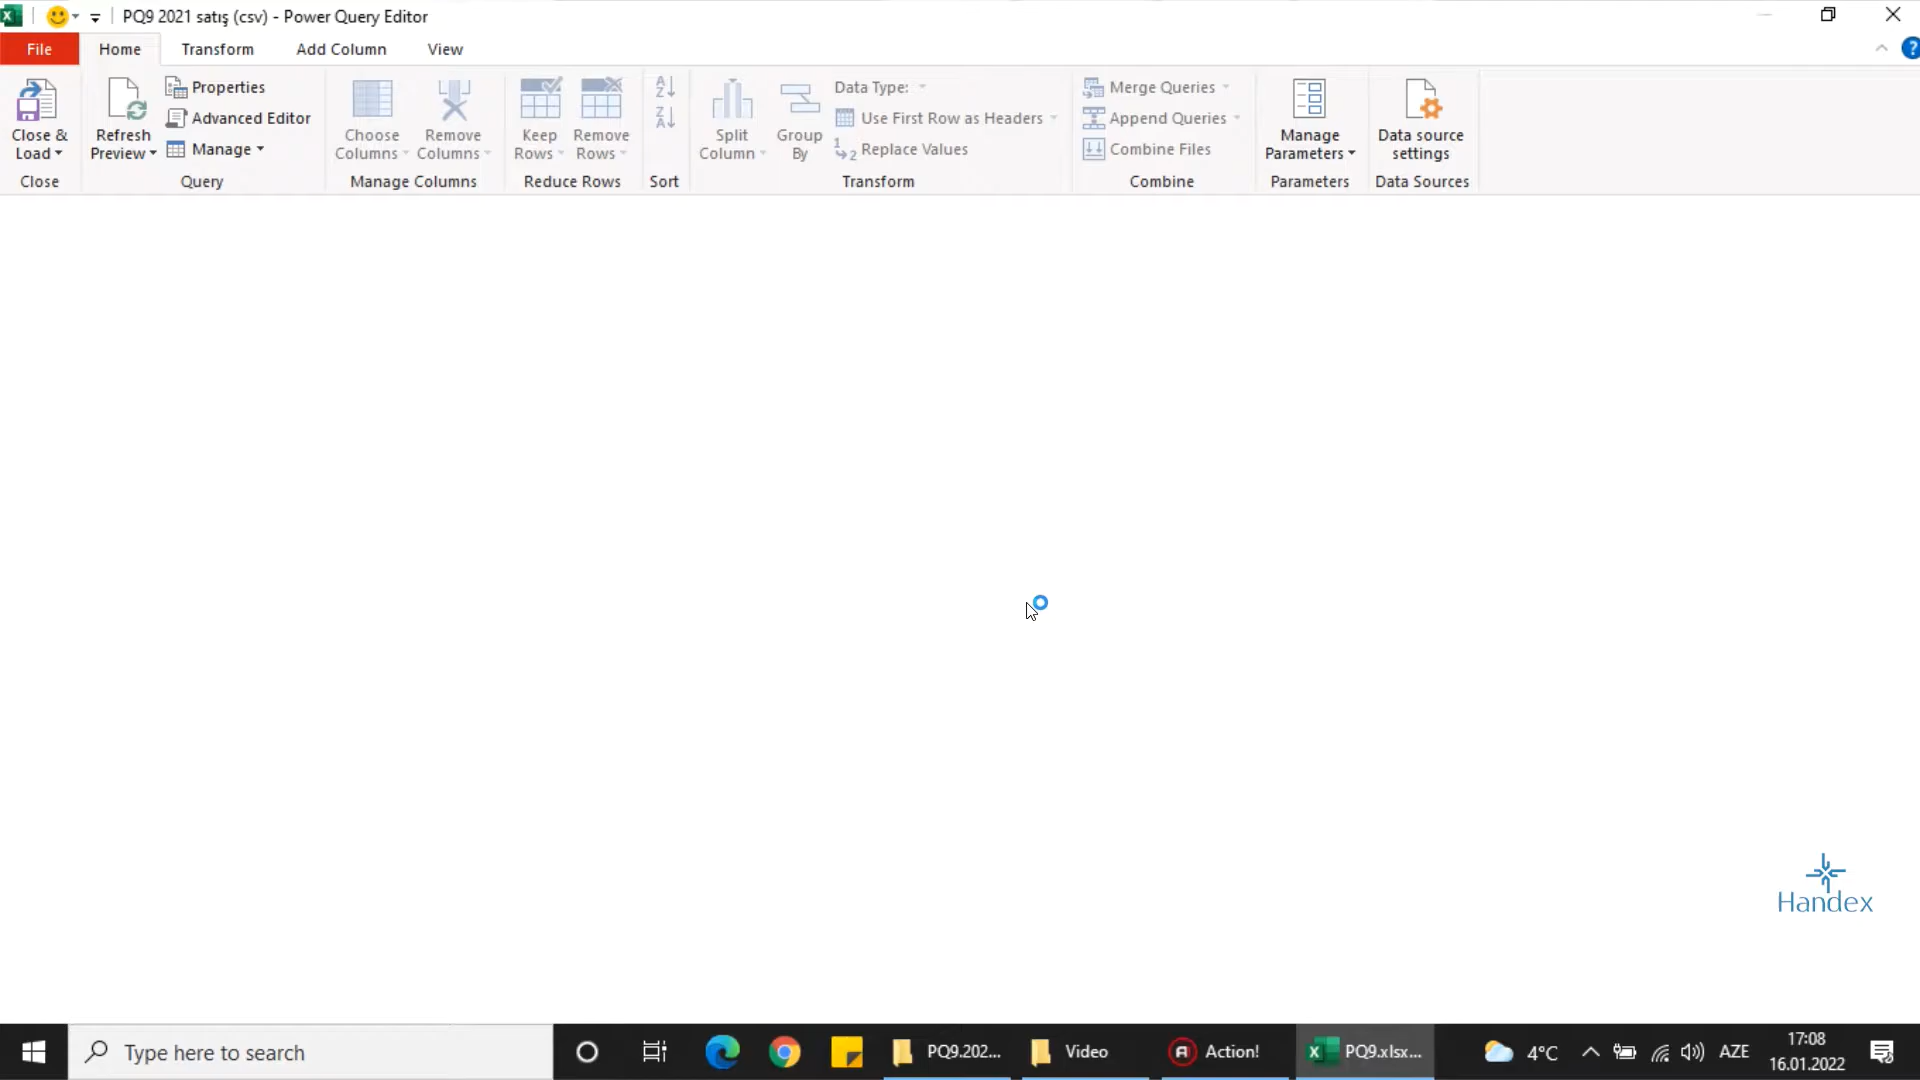 PQ9 2021 satış (csv) - Power Query Editor
File Home Transform Add Column View
Close & Load
Refresh Preview
Properties
Advanced Editor
Manage
Choose Columns
Remove Columns
Keep Rows
Remove Rows
Split Column
Group By
Data Type:
Use First Row as Headers
Replace Values
Merge Queries
Append Queries
Combine Files
Manage Parameters
Data source settings
Close Query Manage Columns Reduce Rows Sort Transform Combine Parameters Data Sources
Handex
Type here to search
PQ9.202...
Video
Action!
PQ9.xlsx...
4°C
AZE
17:08
16.01.2022